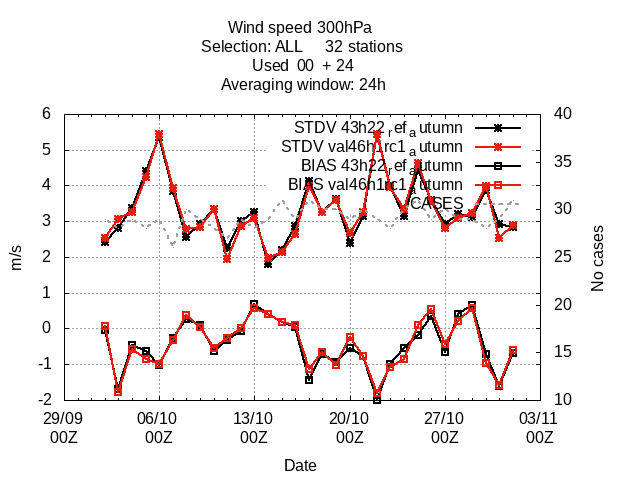 Wind speed 300hPa
Selection: ALL 32 stations
Used 00 + 24
Averaging window: 24h
STDV 43h22_ref_autumn
STDV val46h1rc1_autumn
BIAS 43h22_ref_autumn
BIAS val46h1rc1_autumn
CASES
6
5
4
3
2
1
0
-1
-2
m/s
40
35
30
25
20
15
10
No cases
29/09 06/10 13/10 20/10 27/10 03/11
00Z 00Z 00Z 00Z 00Z 00Z
Date